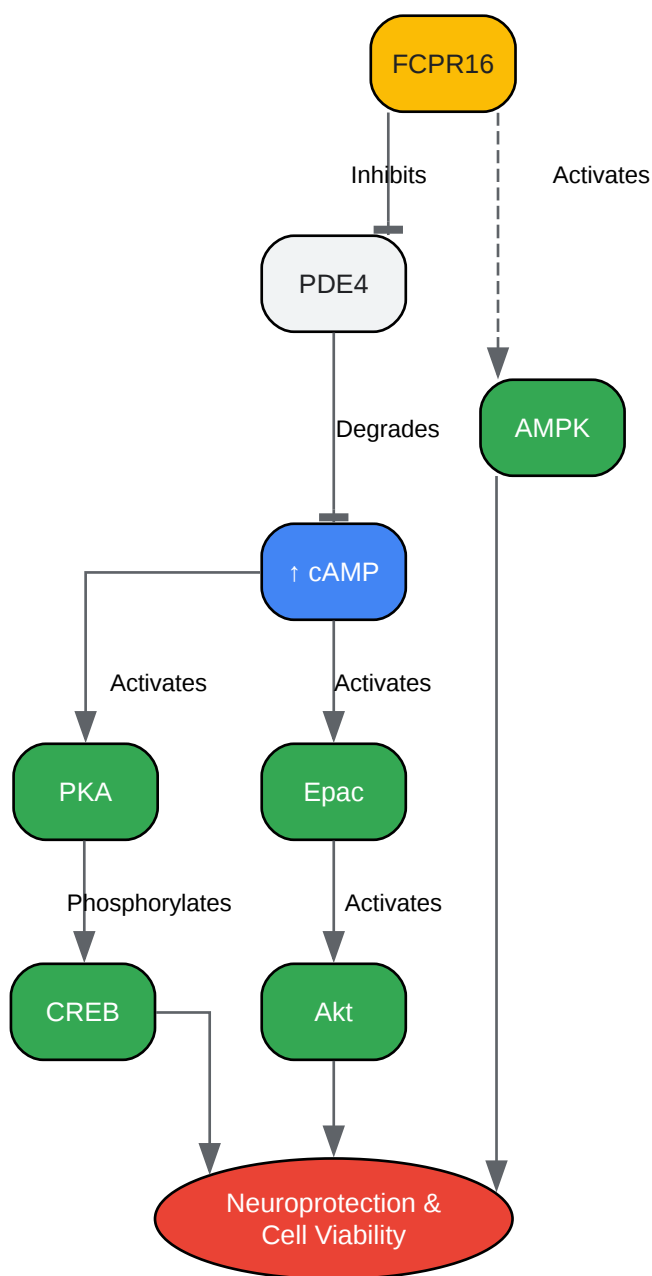 FCPR16
Inhibits
Activates
PDE4
Degrades
AMPK
↑ cAMP
Activates
Activates
PKA
Epac
Phosphorylates
Activates
CREB
Akt
Neuroprotection &
Cell Viability